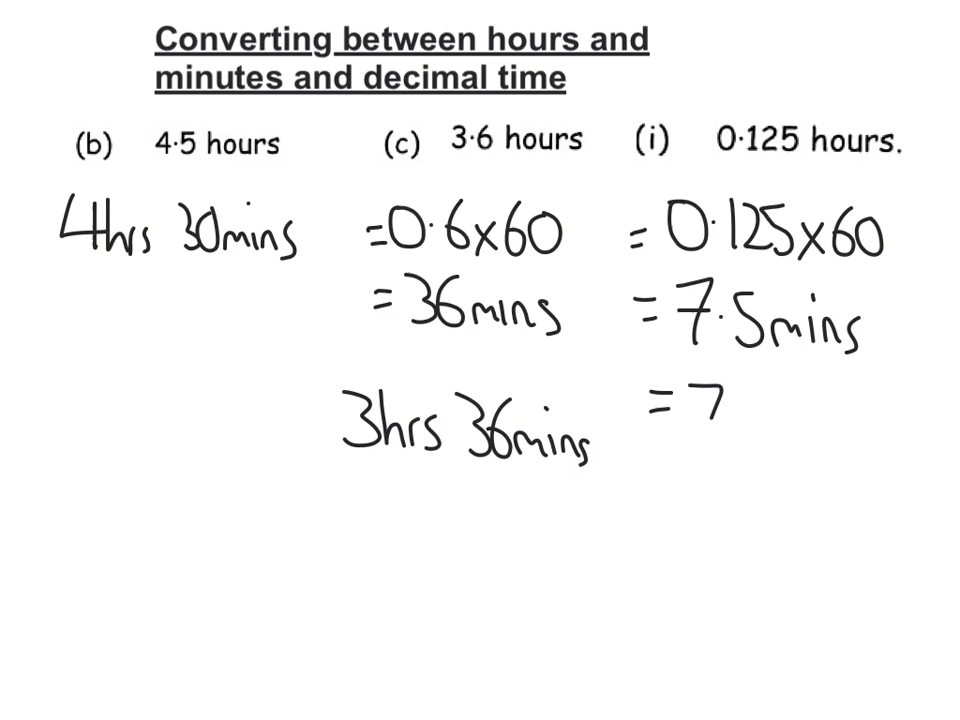 Converting between hours and
minutes and decimal time
(b) 4·5 hours
4hrs 30mins
(c) 3·6 hours
=0·6x60
=36mins
3hrs 36mins
(i) 0·125 hours.
= 0·125x60
= 7.5mins
= 7